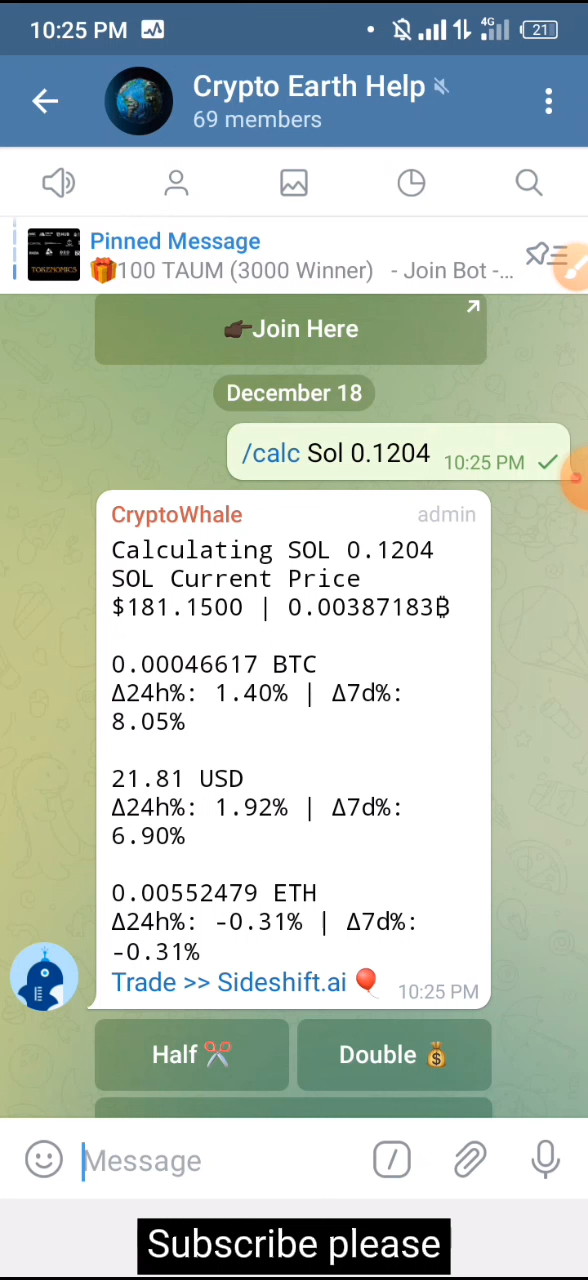 10:25 PM
4G
21
Crypto Earth Help
69 members
Pinned Message
🎁100 TAUM (3000 Winner) - Join Bot -...
TOKENOMICS
👉🏿Join Here
December 18
/calc Sol 0.1204 10:25 PM
CryptoWhale admin
Calculating SOL 0.1204
SOL Current Price
$181.1500 | 0.00387183₿
0.00046617 BTC
Δ24h%: 1.40% | Δ7d%:
8.05%
21.81 USD
Δ24h%: 1.92% | Δ7d%:
6.90%
0.00552479 ETH
Δ24h%: -0.31% | Δ7d%:
-0.31%
Trade >> Sideshift.ai 🎈 10:25 PM
Half ✂️ Double 💰
Message
Subscribe please